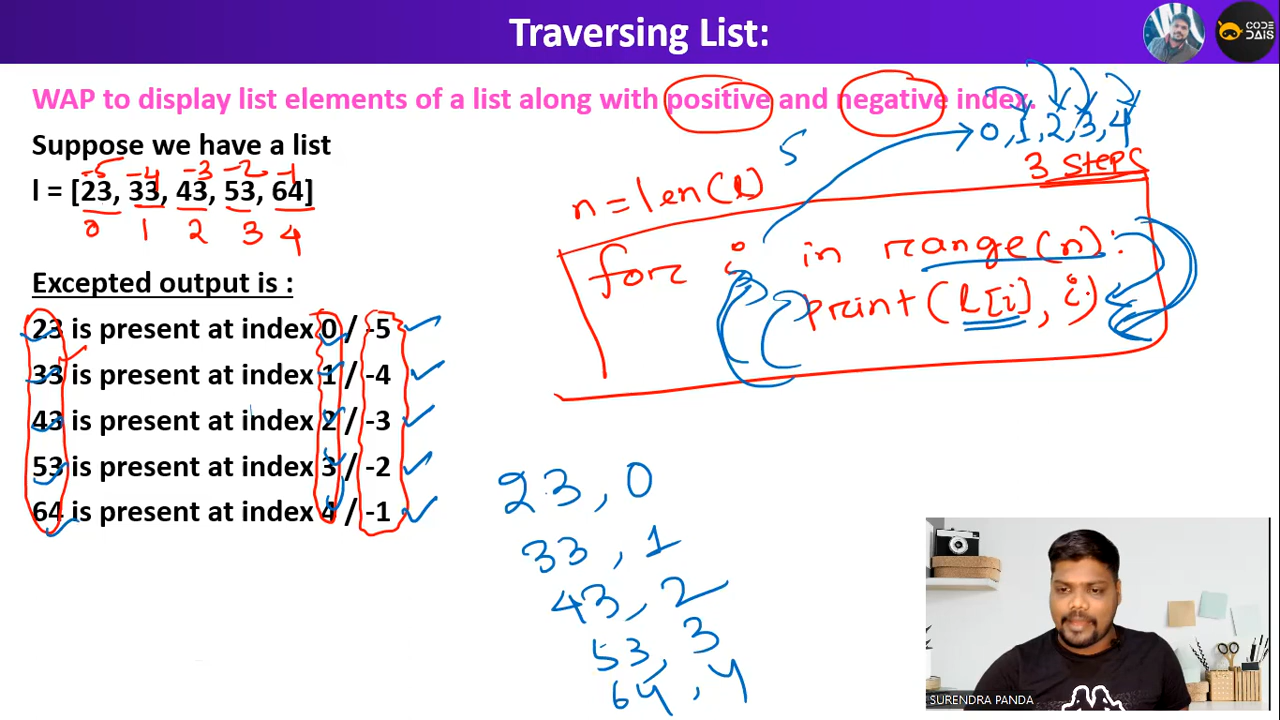 Traversing List:
CODE
DAIS
WAP to display list elements of a list along with positive and negative index.
0, 1, 2, 3, 4
Suppose we have a list
5
3 steps
-5 -4 -3 -2 -1
l = [23, 33, 43, 53, 64]
n = len(l)
0 1 2 3 4
for i in range(n):
print(l[i], i)
Excepted output is :
23 is present at index 0 / -5
33 is present at index 1 / -4
43 is present at index 2 / -3
53 is present at index 3 / -2
64 is present at index 4 / -1
23, 0
33, 1
43, 2
53, 3
64, 4
SURENDRA PANDA